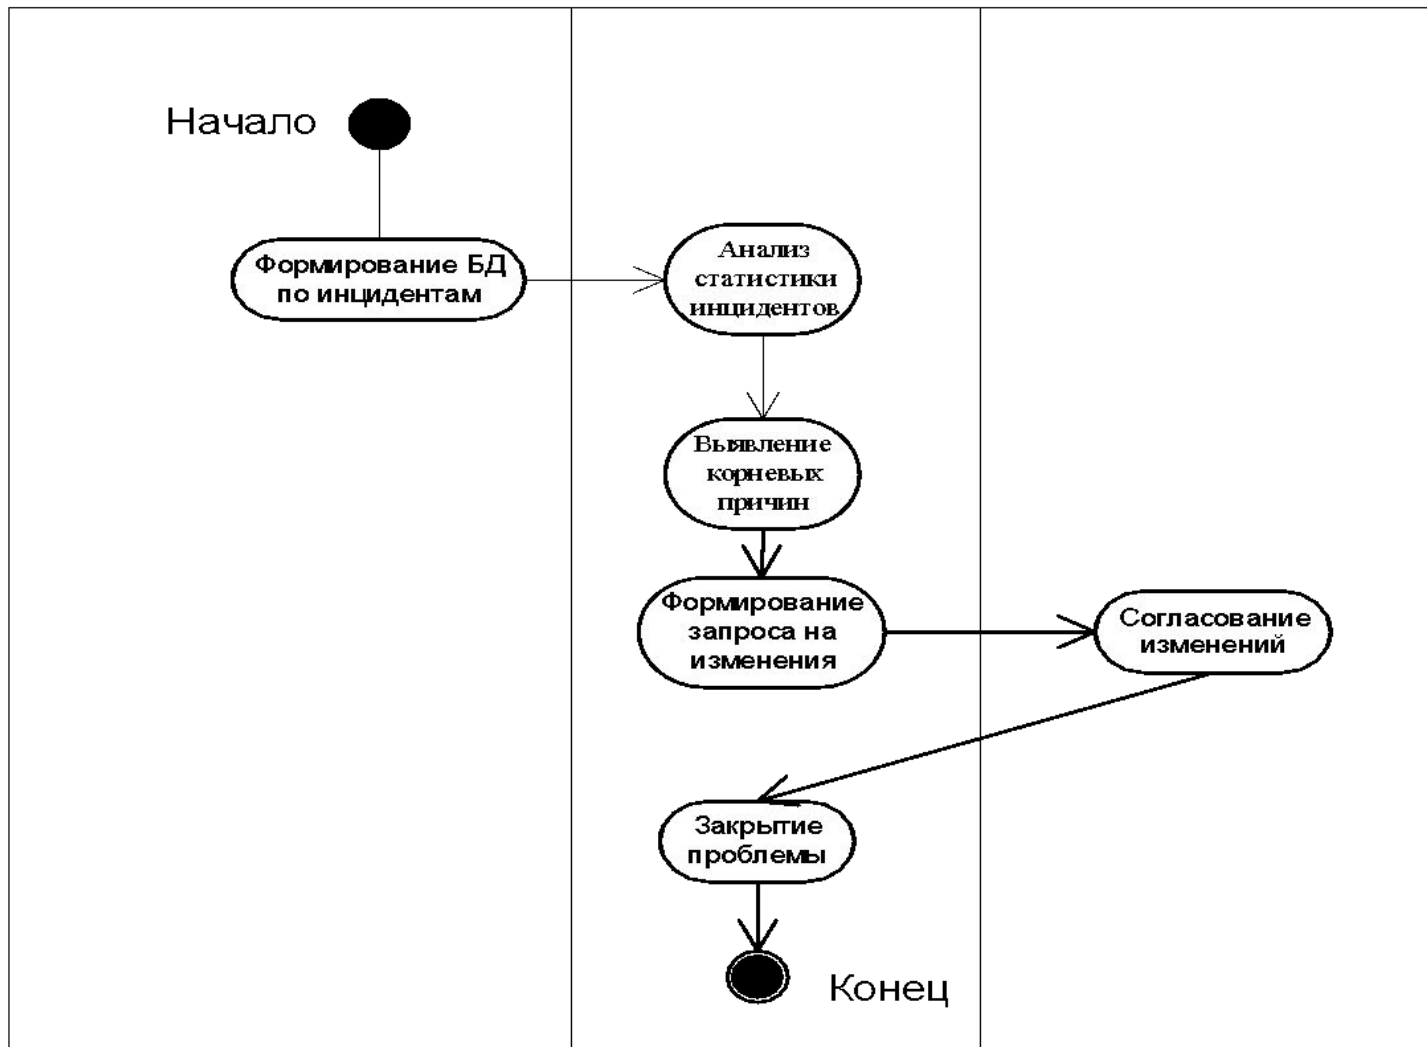 Начало
Формирование БД
по инцидентам
Анализ
статистики
инцидентов
Выявление
корневых
причин
Формирование
запроса на
изменения
Согласование
изменений
Закрытие
проблемы
Конец